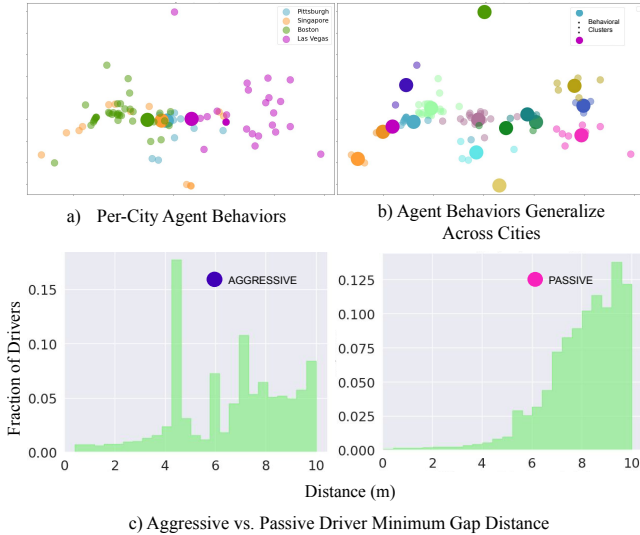 Pittsburgh
Singapore
Boston
Las Vegas
Behavioral
Clusters
a) Per-City Agent Behaviors
b) Agent Behaviors Generalize
Across Cities
AGGRESSIVE
PASSIVE
Fraction of Drivers
0.15
0.10
0.05
0.00
0 2 4 6 8 10
0.125
0.100
0.075
0.050
0.025
0.000
0 2 4 6 8 10
Distance (m)
c) Aggressive vs. Passive Driver Minimum Gap Distance